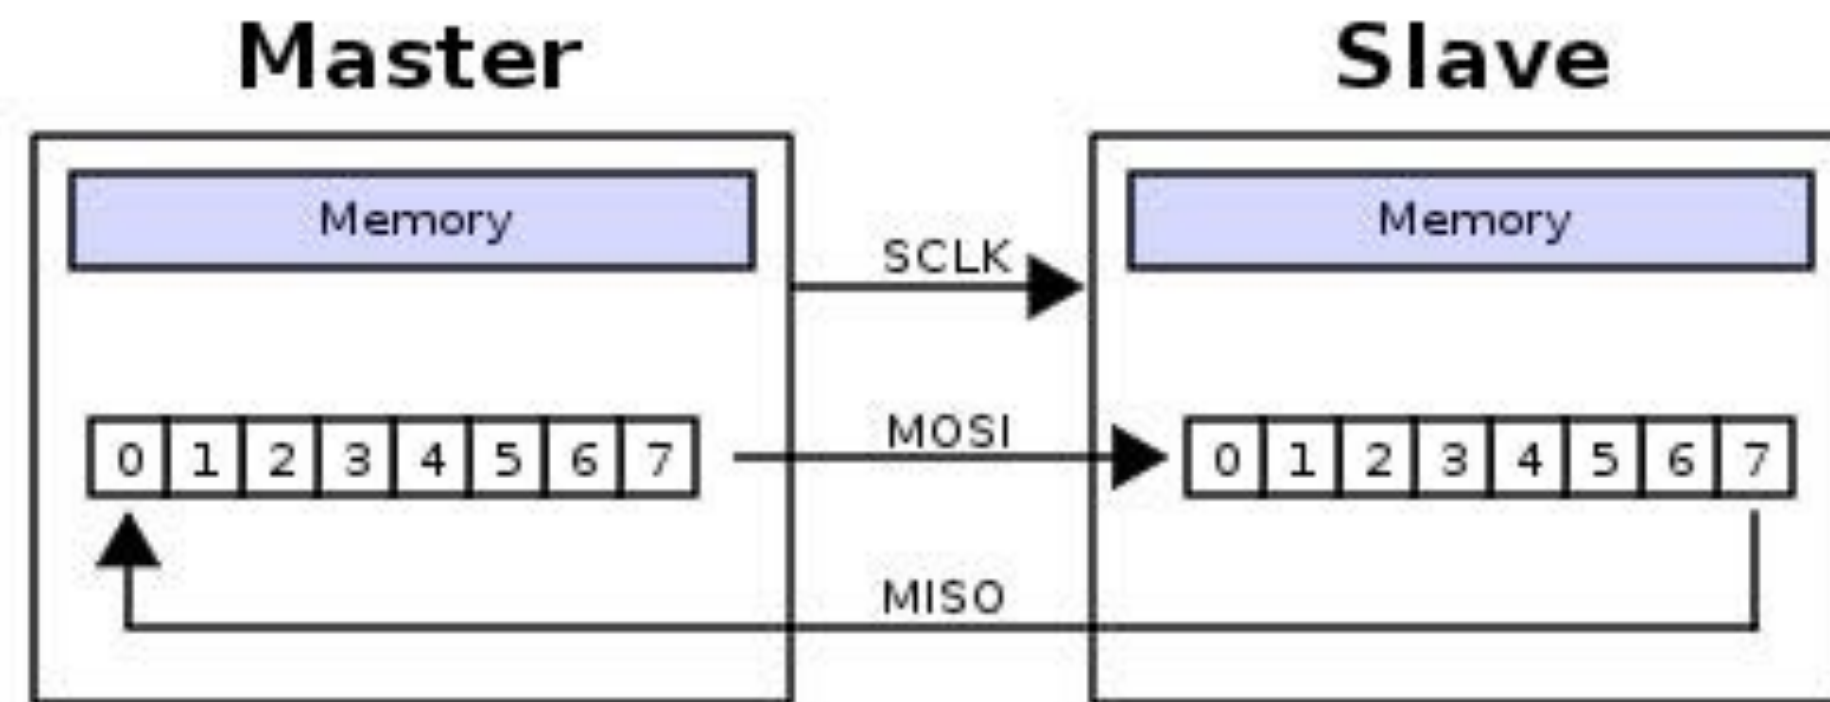 Master Slave
Memory Memory
SCLK
MOSI
0 1 2 3 4 5 6 7 0 1 2 3 4 5 6 7
MISO